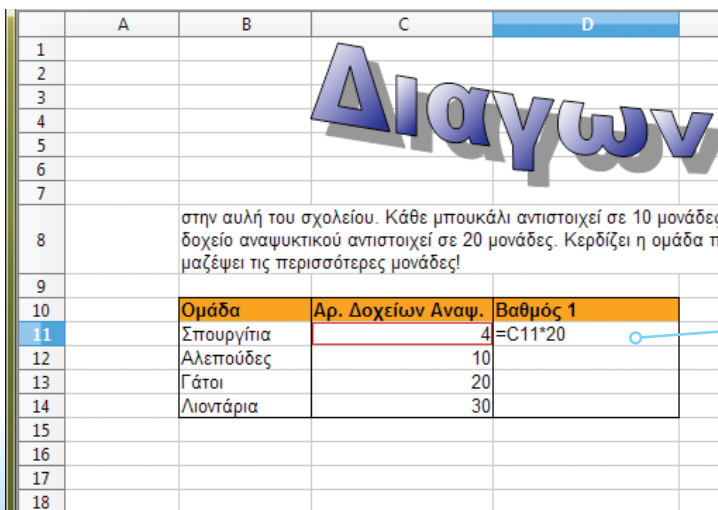 A B C D
1
2
3
4
5
6
7
Διαγων
8
στην αυλή του σχολείου. Κάθε μπουκάλι αντιστοιχεί σε 10 μονάδες
δοχείο αναψυκτικού αντιστοιχεί σε 20 μονάδες. Κερδίζει η ομάδα π
μαζέψει τις περισσότερες μονάδες!
9
10 Ομάδα Αρ. Δοχείων Αναψ. Βαθμός 1
11 Σπουργίτια 4 =C11*20
12 Αλεπούδες 10
13 Γάτοι 20
14 Λιοντάρια 30
15
16
17
18